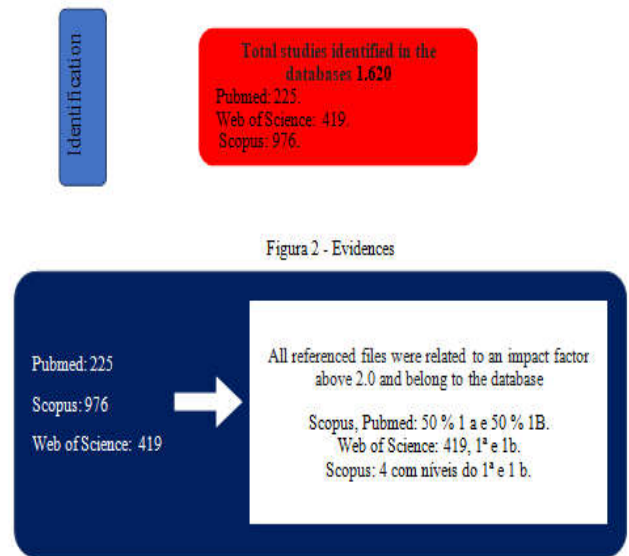 Identification
Total studies identified in the
databases 1.620
Pubmed: 225.
Web of Science: 419.
Scopus: 976.
Figura 2 - Evidences
Pubmed: 225
Scopus: 976
Web of Science: 419
All referenced files were related to an impact factor
above 2.0 and belong to the database
Scopus, Pubmed: 50 % 1 a e 50 % 1B.
Web of Science: 419, 1ª e 1b.
Scopus: 4 com níveis do 1ª e 1 b.